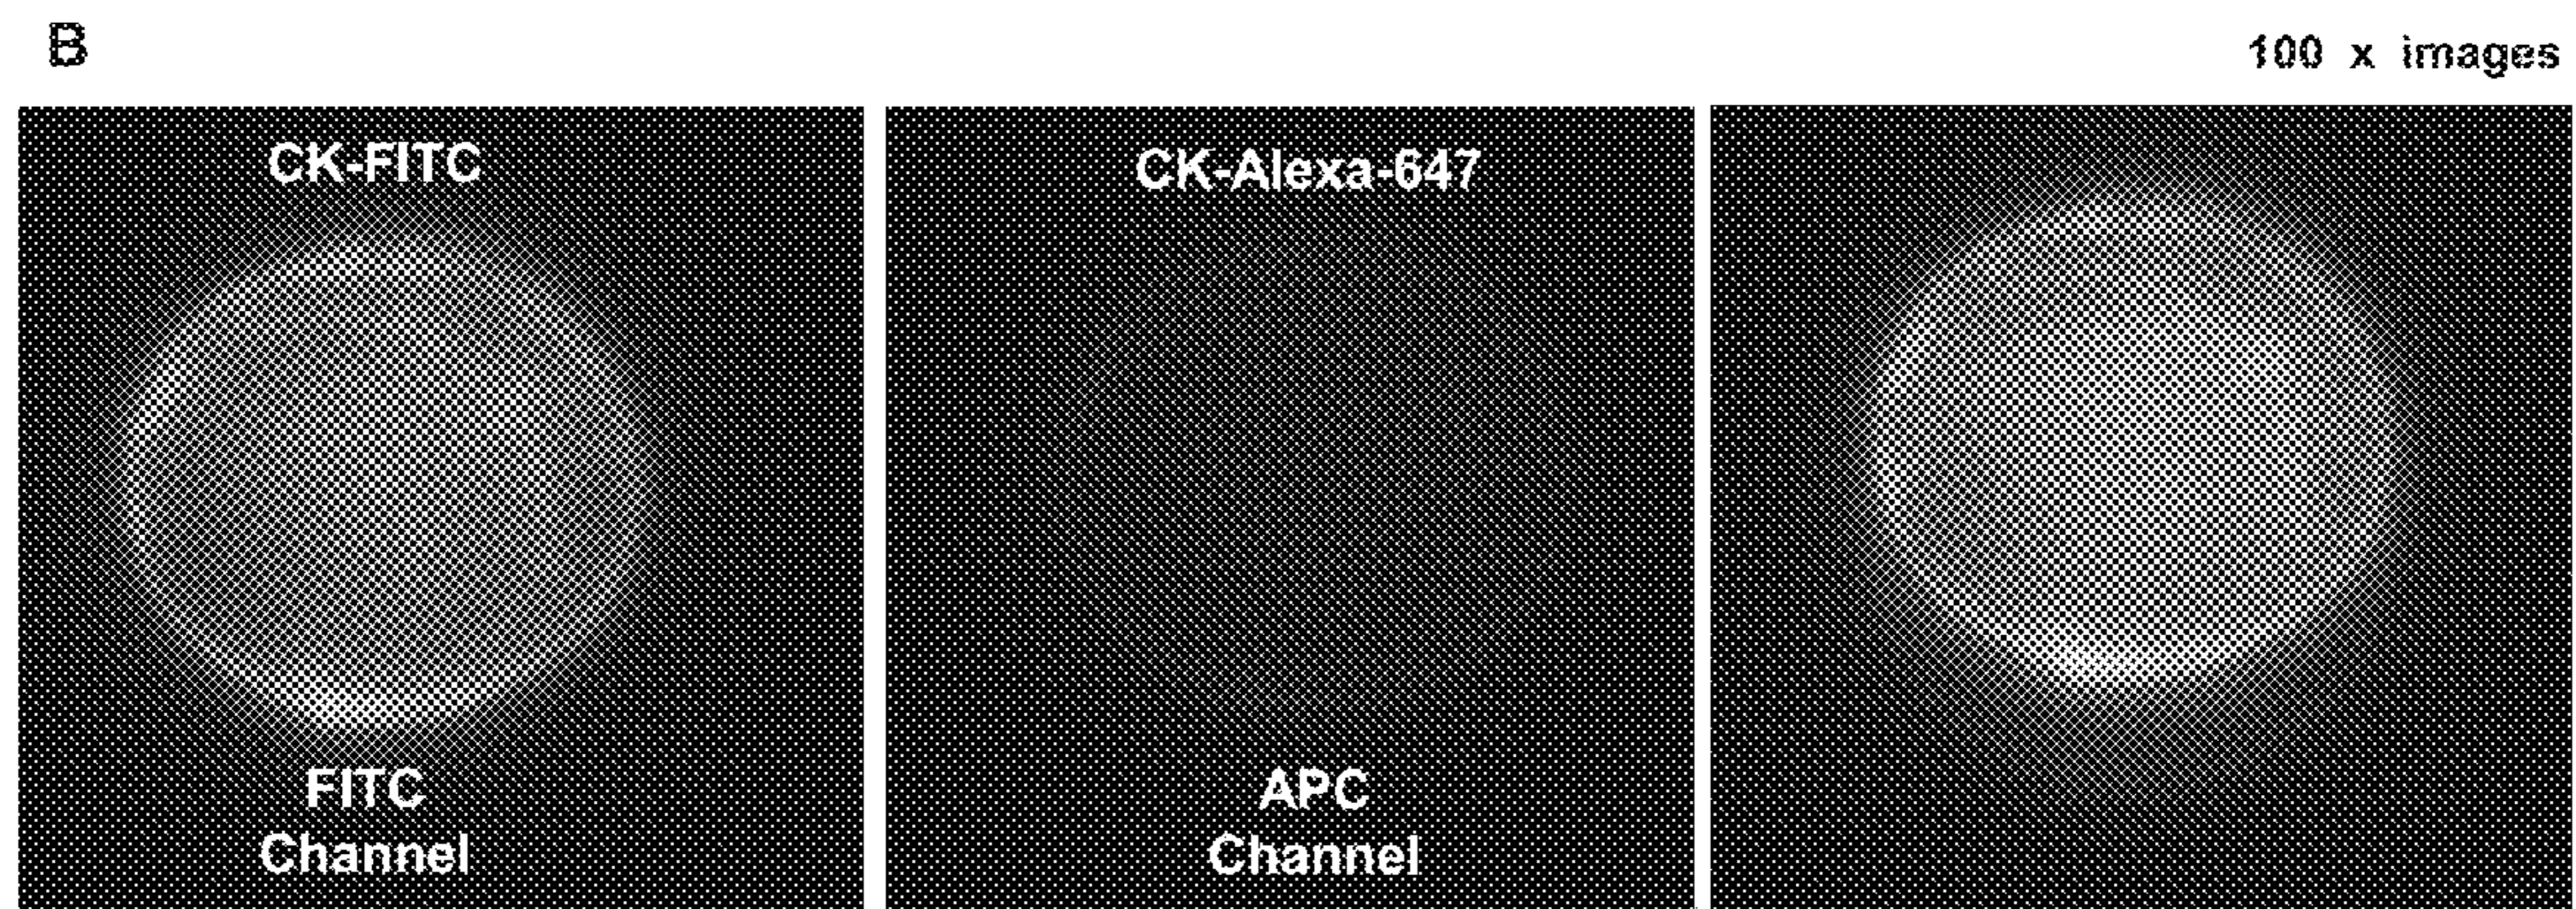 B
100 x images
CK-FITC
CK-Alexa-647
FITC
Channel
APC
Channel